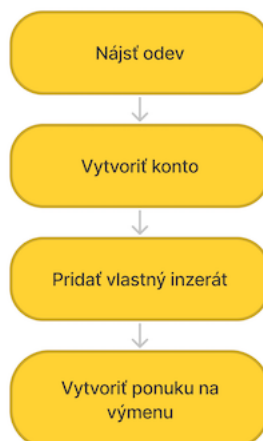 Nájsť odev
Vytvoriť konto
Pridať vlastný inzerát
Vytvoriť ponuku na
výmenu